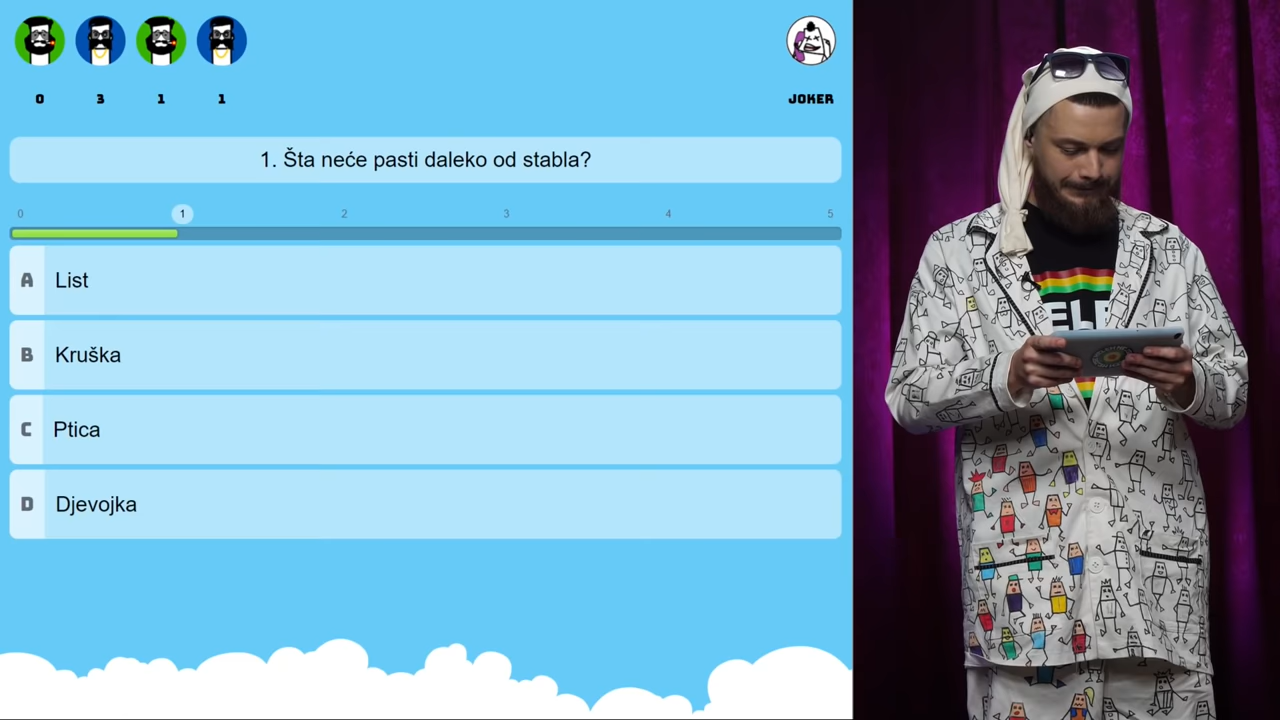 0 3 1 1 JOKER
1. Šta neće pasti daleko od stabla?
0 1 2 3 4 5
A List
B Kruška
C Ptica
D Djevojka